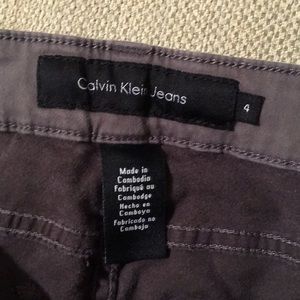 Calvin Klein Jeans
4
Made in
Cambodia
Fabriqué au
Cambodge
Hecho en
Camboya
Fabricado no
Camboja